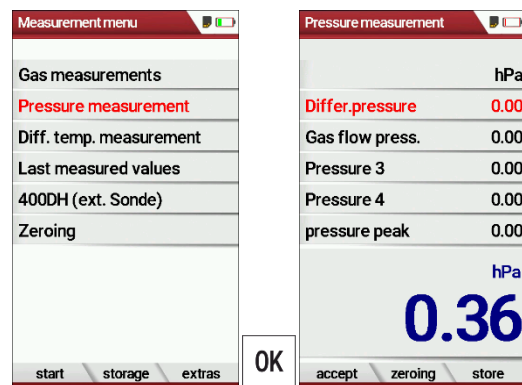 Measurement menu
Gas measurements
Pressure measurement
Diff. temp. measurement
Last measured values
400DH (ext. Sonde)
Zeroing
start storage extras
OK
Pressure measurement
hPa
Differ.pressure 0.00
Gas flow press. 0.00
Pressure 3 0.00
Pressure 4 0.00
pressure peak 0.00
hPa
0.36
accept zeroing store